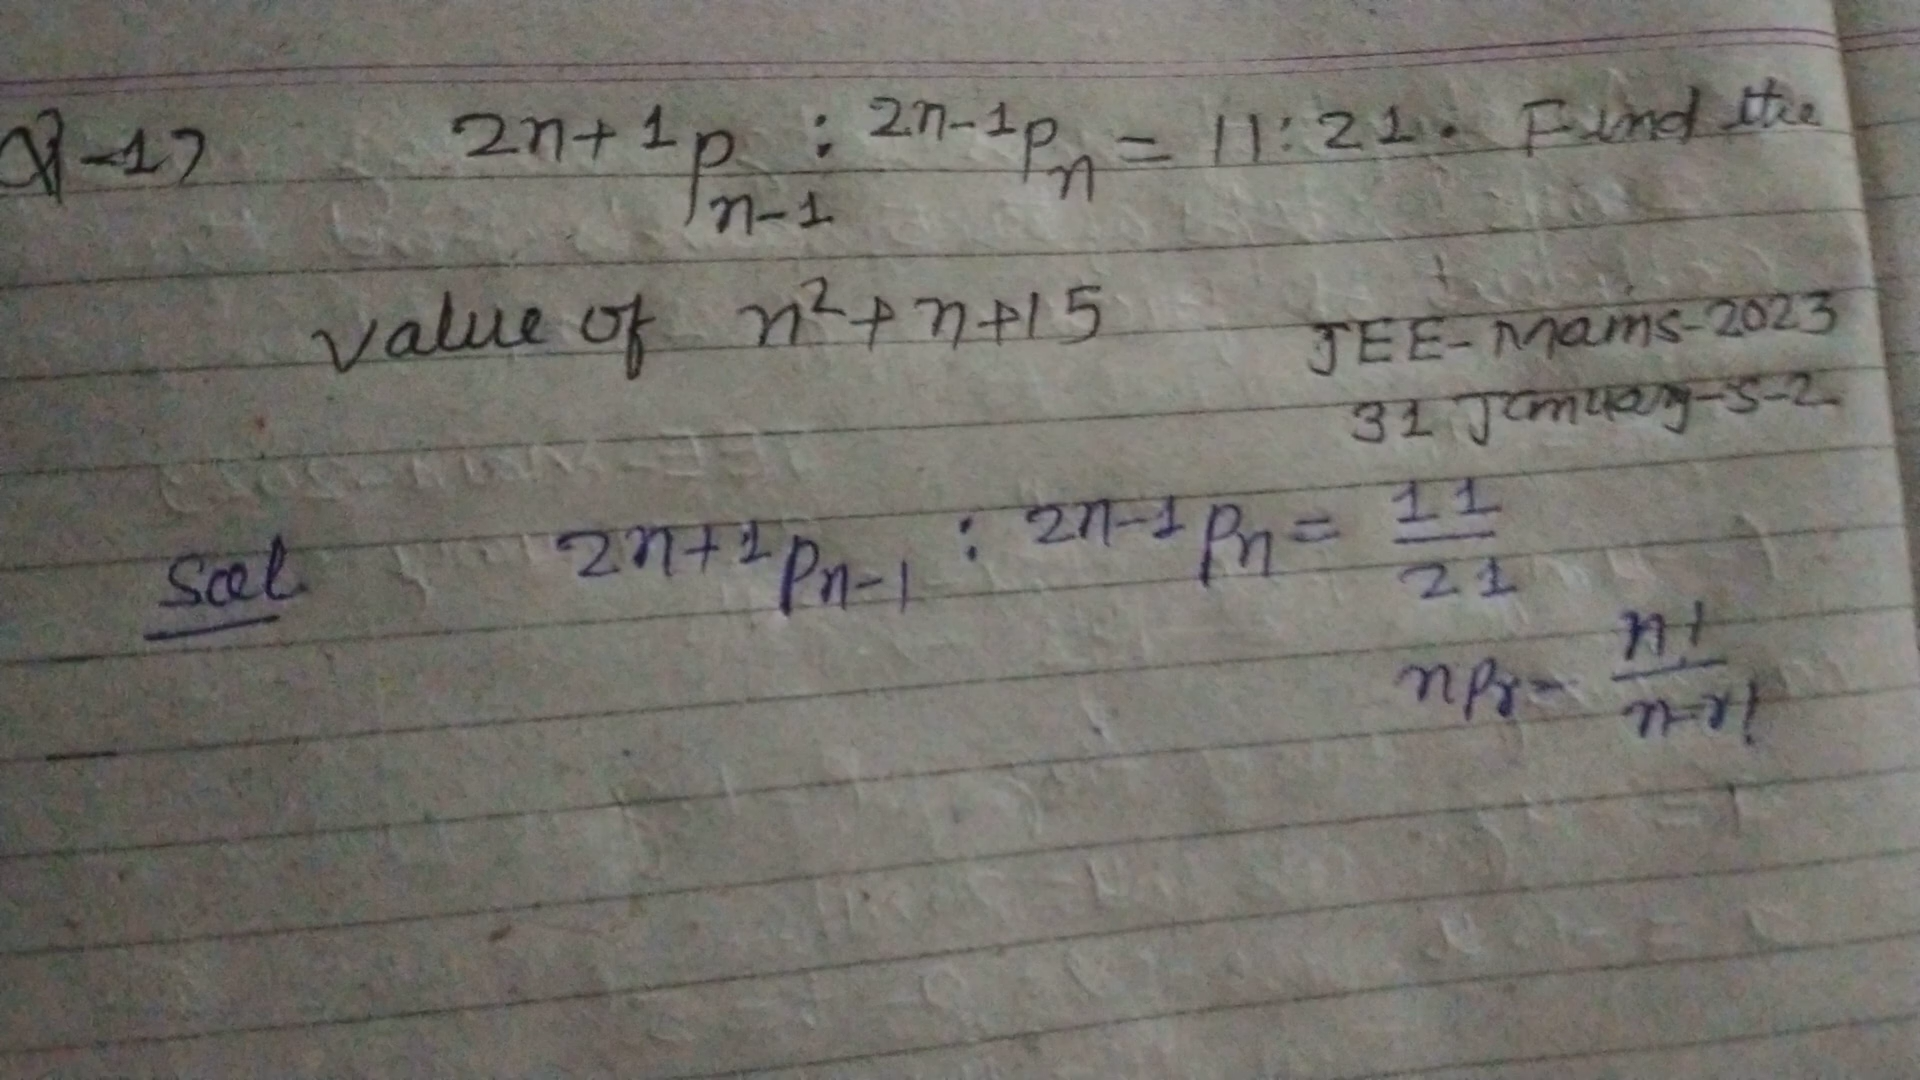 Q-1> 2n+1Pn-1 : 2n-1Pn = 11:21. Find the
value of n²+n+15
JEE-Mains-2023
31 January-S-2
Sol 2n+1Pn-1 : 2n-1Pn = 11/21
nPr = n!/n-r!